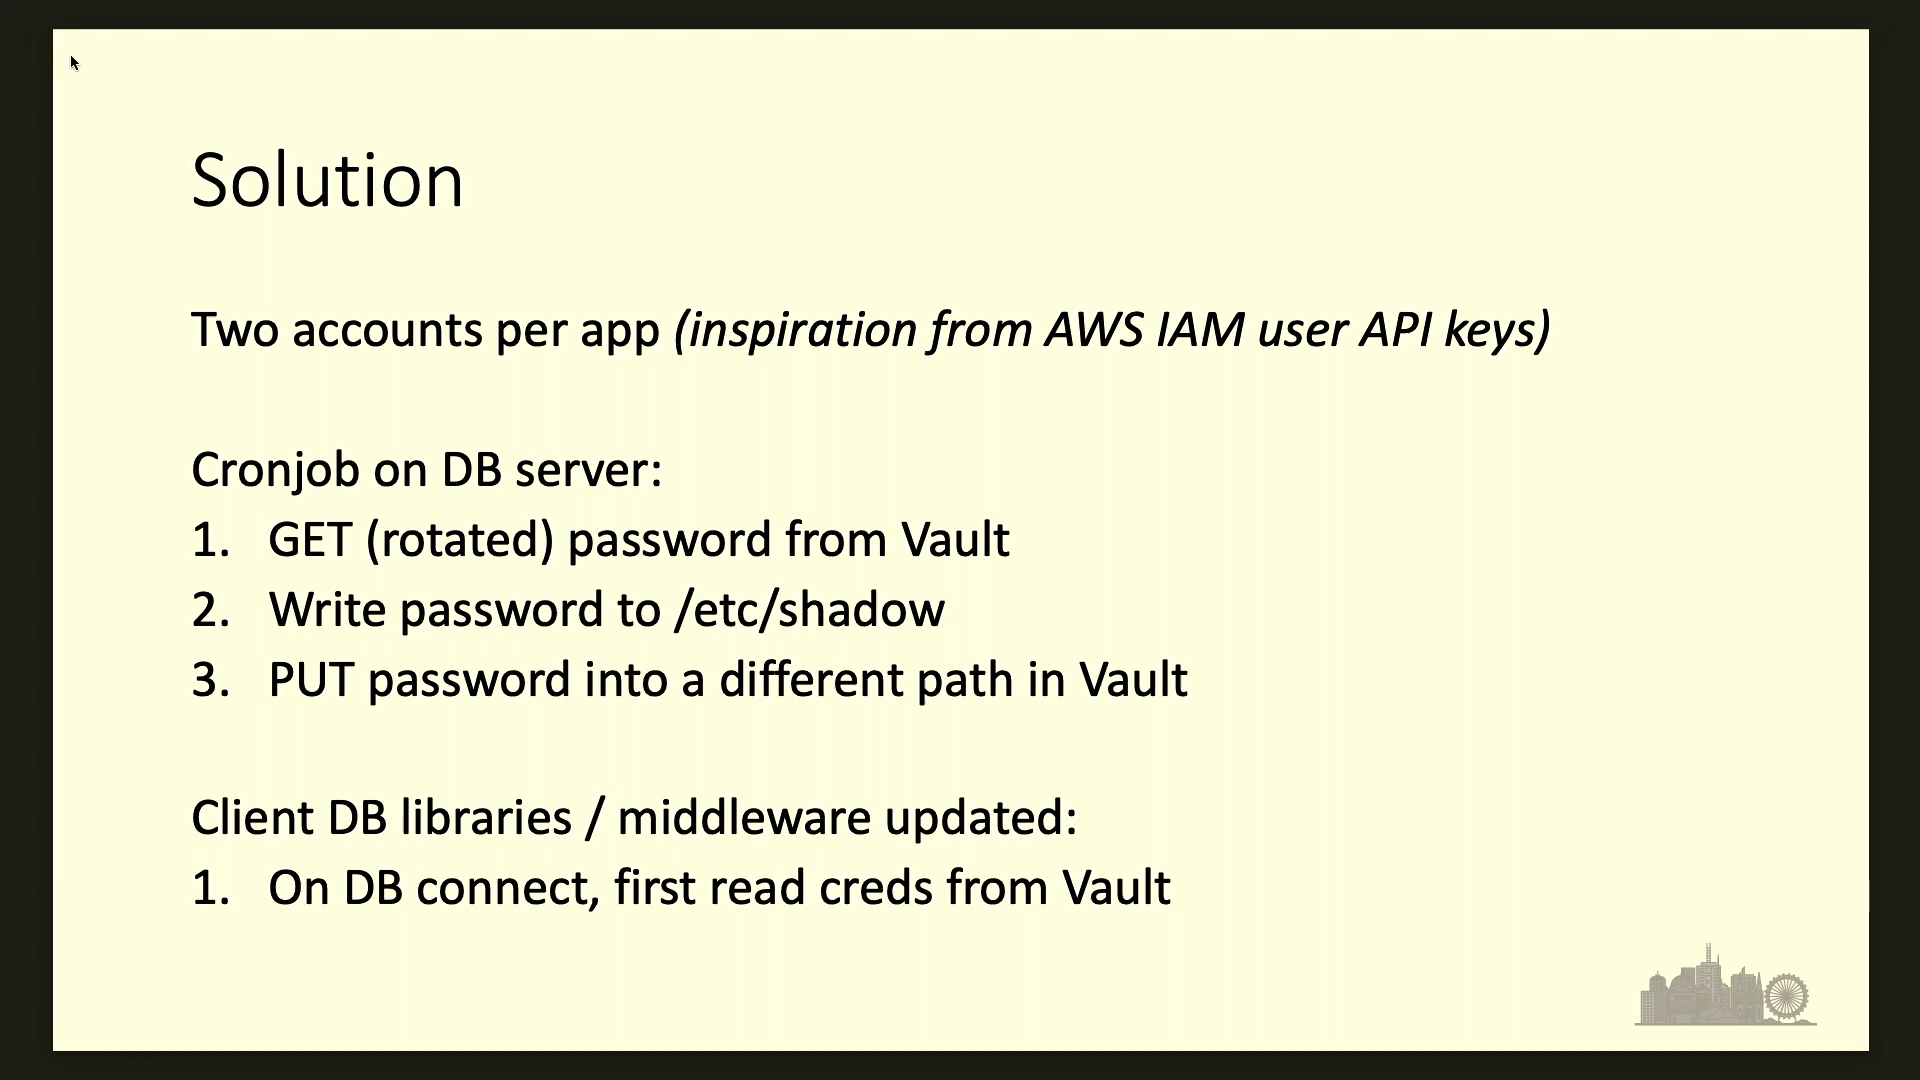 Solution
Two accounts per app (inspiration from AWS IAM user API keys)
Cronjob on DB server:
1. GET (rotated) password from Vault
2. Write password to /etc/shadow
3. PUT password into a different path in Vault
Client DB libraries / middleware updated:
1. On DB connect, first read creds from Vault